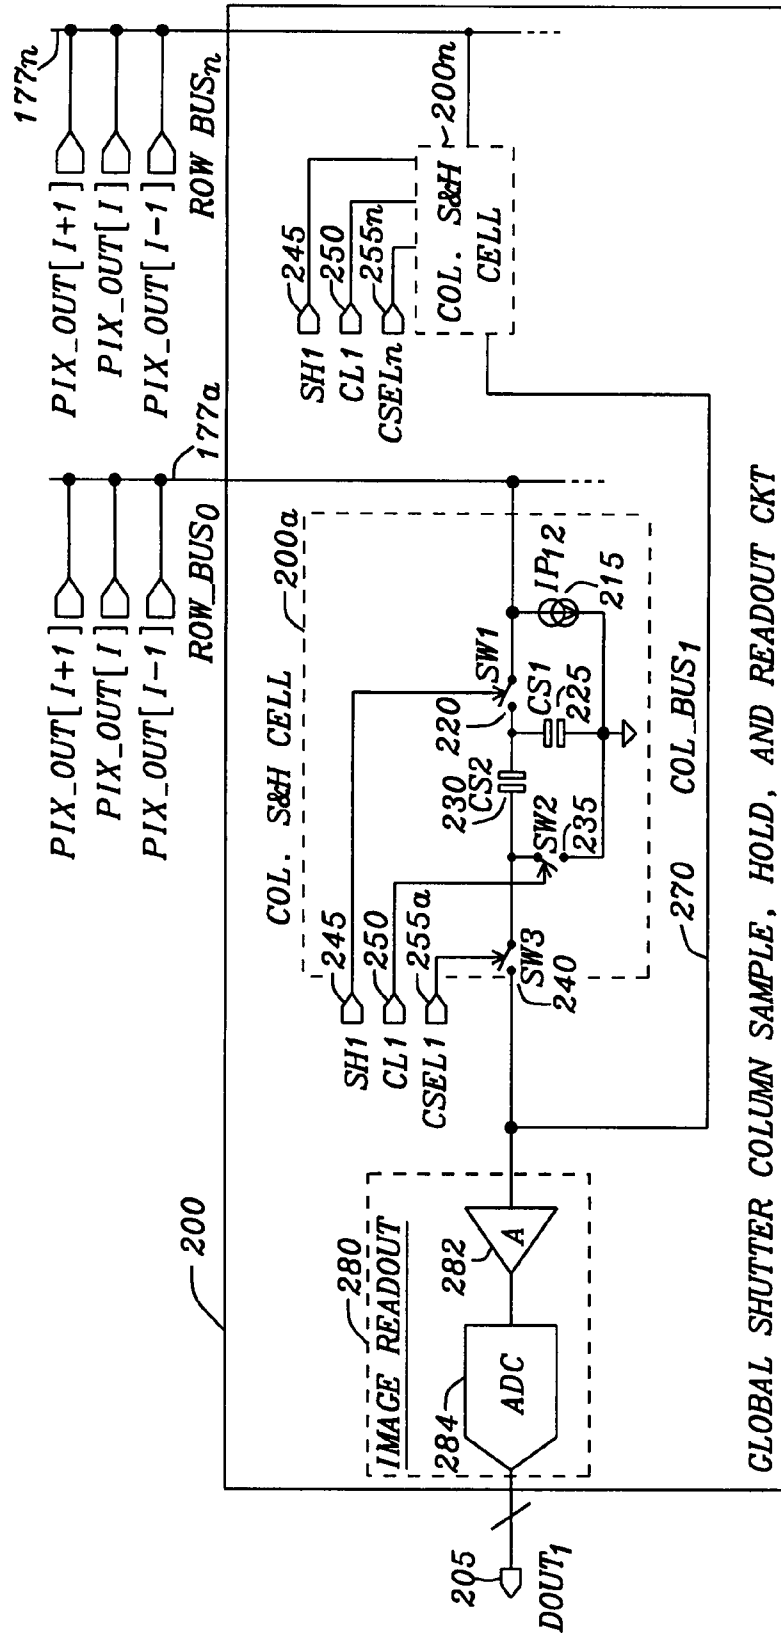 177n
PIX_OUT[I+1]
PIX_OUT[I]
PIX_OUT[I-1]
ROW BUSn
177a
PIX_OUT[I+1]
PIX_OUT[I]
PIX_OUT[I-1]
ROW_BUS0
200
SH1
245
CL1
250
CSELn
255n
COL. S&H
CELL
200n
COL. S&H CELL
200a
SH1
245
CL1
250
CSEL1
255a
SW1
220
IP12
215
CS1
225
230
CS2
SW2
235
SW3
240
270
COL_BUS1
280
IMAGE READOUT
282
A
284
ADC
205
DOUT1
GLOBAL SHUTTER COLUMN SAMPLE, HOLD, AND READOUT CKT